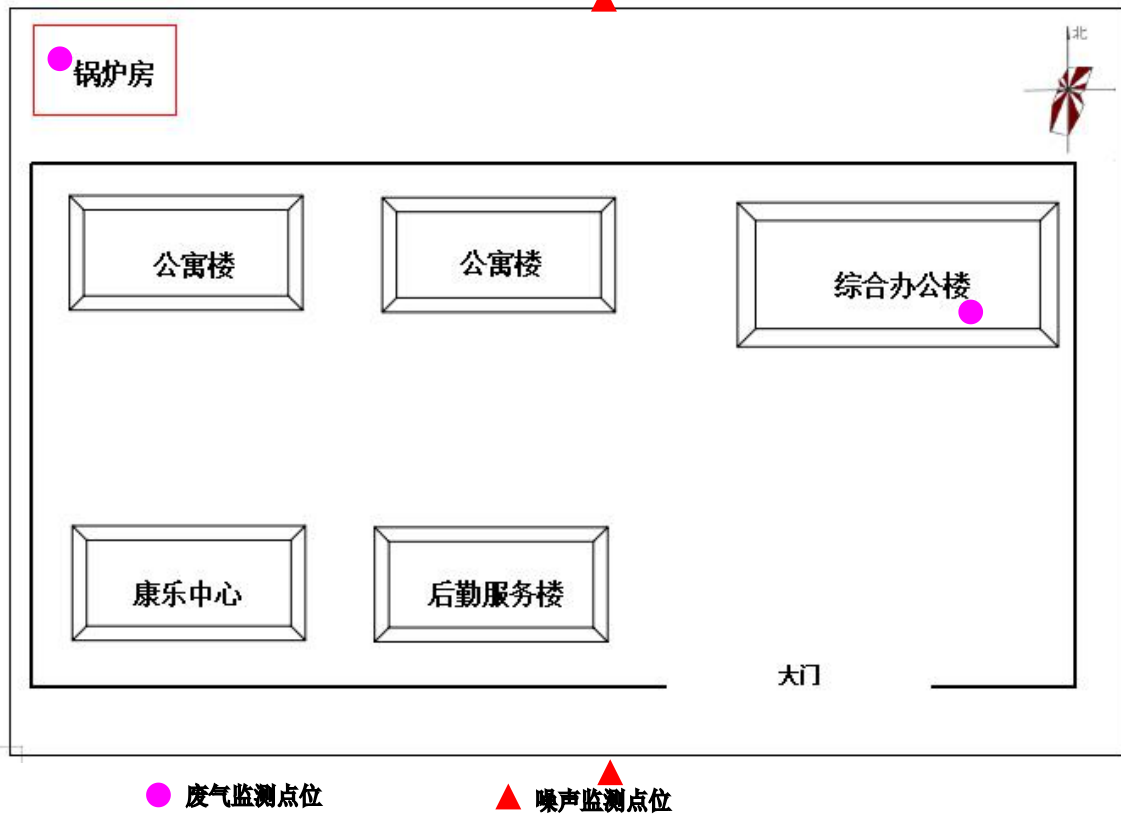 北
锅炉房
公寓楼
公寓楼
综合办公楼
康乐中心
后勤服务楼
大门
废气监测点位
噪声监测点位